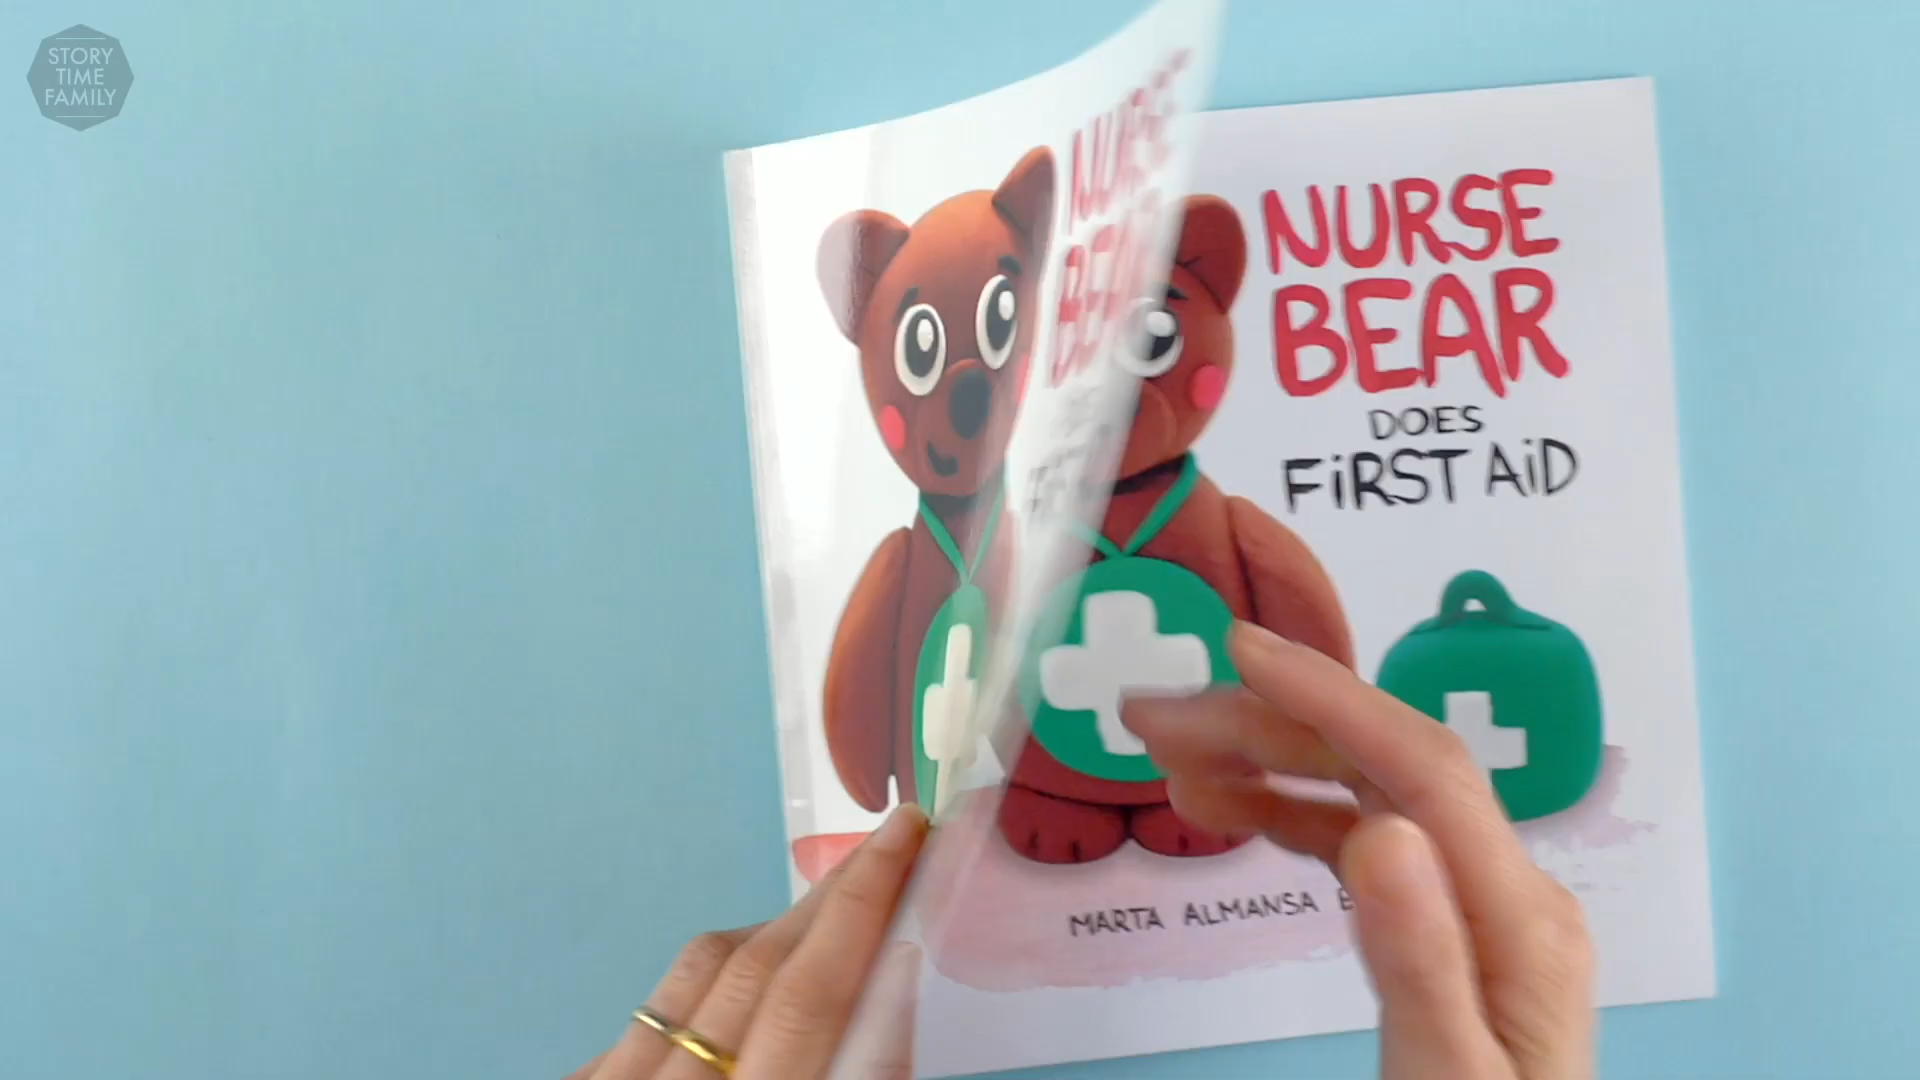 STORY
TIME
FAMILY
NURSE
BEAR
DOES
FiRST AiD
MARTA ALMANSA